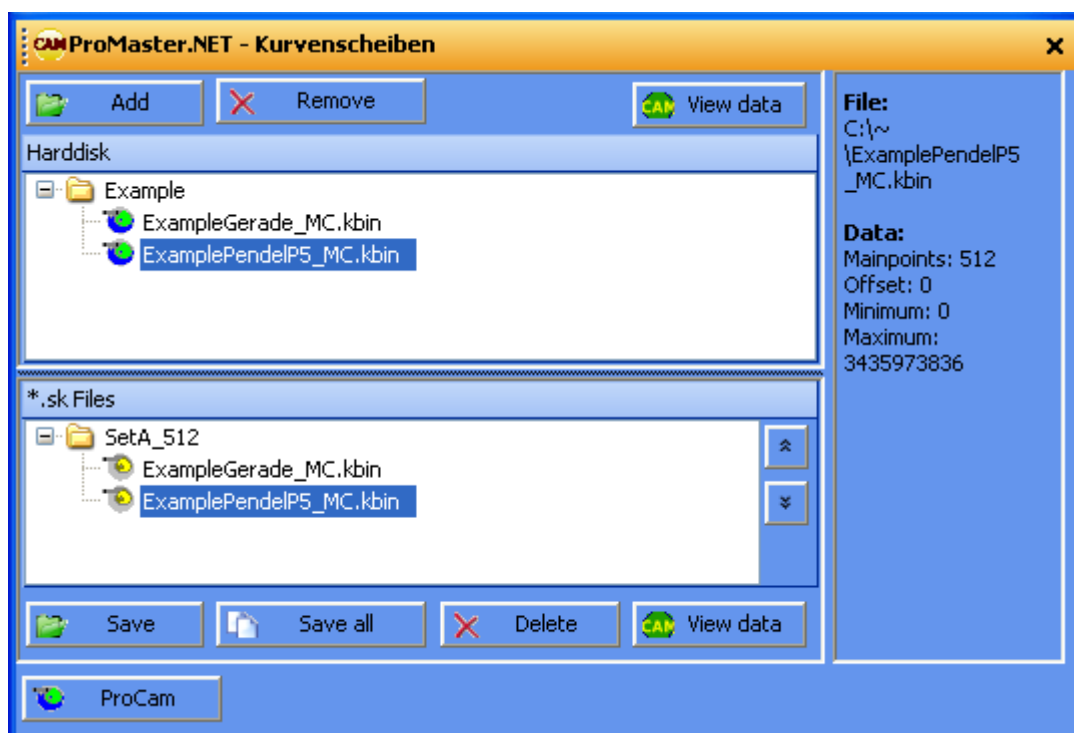 CAM ProMaster.NET - Kurvenscheiben
Add
Remove
CAM View data
Harddisk
Example
ExampleGerade_MC.kbin
ExamplePendelP5_MC.kbin
*.sk Files
SetA_512
ExampleGerade_MC.kbin
ExamplePendelP5_MC.kbin
Save
Save all
Delete
CAM View data
ProCam
File:
C:\~
\ExamplePendelP5
_MC.kbin
Data:
Mainpoints: 512
Offset: 0
Minimum: 0
Maximum:
3435973836